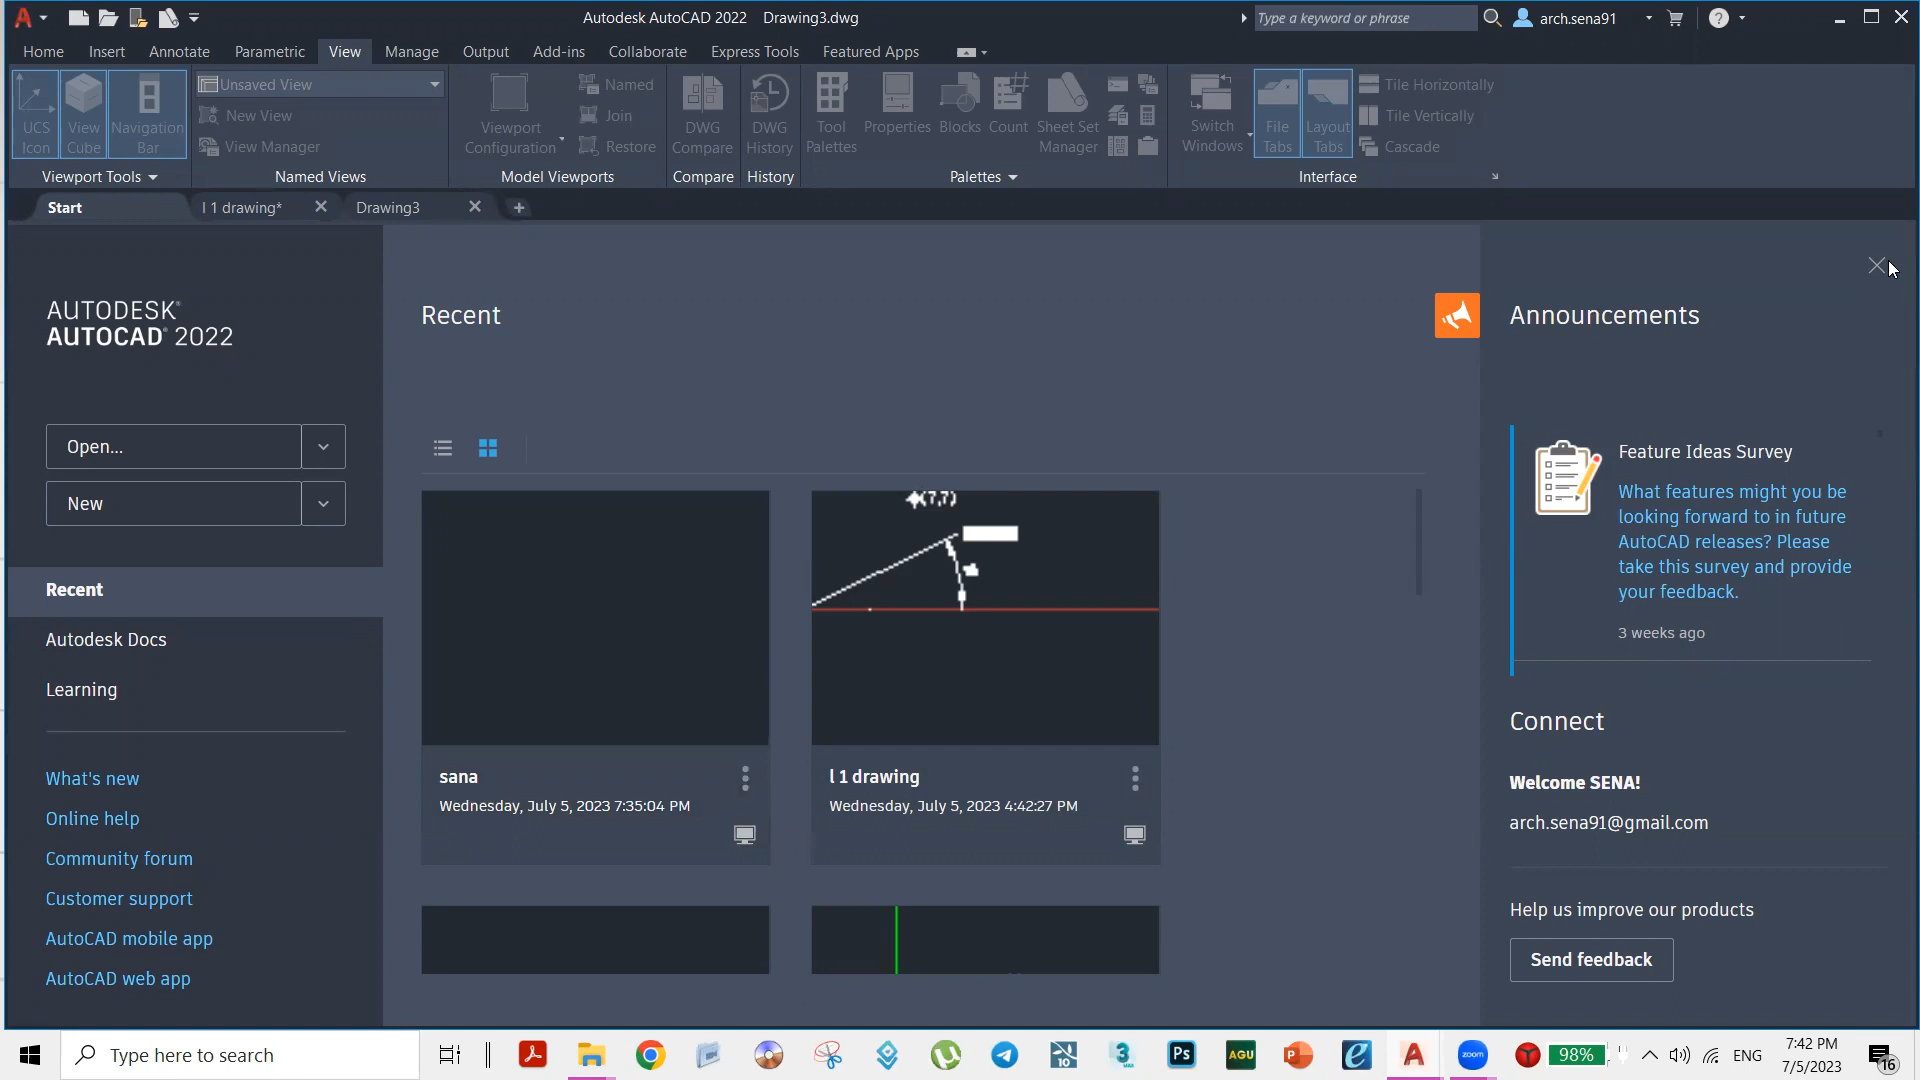 Autodesk AutoCAD 2022 Drawing3.dwg
Type a keyword or phrase
arch.sena91
Home Insert Annotate Parametric View Manage Output Add-ins Collaborate Express Tools Featured Apps
UCS
Icon
View
Cube
Navigation
Bar
Viewport Tools
Unsaved View
New View
View Manager
Named Views
Viewport
Configuration
Named
Join
Restore
Model Viewports
DWG
Compare
Compare
DWG
History
History
Tool
Palettes
Properties
Blocks
Count
Sheet Set
Manager
Palettes
Switch
Windows
File
Tabs
Layout
Tabs
Tile Horizontally
Tile Vertically
Cascade
Interface
Start
l 1 drawing*
Drawing3
AUTODESK®
AUTOCAD® 2022
Open...
New
Recent
Autodesk Docs
Learning
What's new
Online help
Community forum
Customer support
AutoCAD mobile app
AutoCAD web app
Recent
(7,7)
sana
Wednesday, July 5, 2023 7:35:04 PM
l 1 drawing
Wednesday, July 5, 2023 4:42:27 PM
Announcements
Feature Ideas Survey
What features might you be
looking forward to in future
AutoCAD releases? Please
take this survey and provide
your feedback.
3 weeks ago
Connect
Welcome SENA!
arch.sena91@gmail.com
Help us improve our products
Send feedback
Type here to search
10
3
Ps
AGU
P
e
A
zoom
98%
ENG
7:42 PM
7/5/2023
16